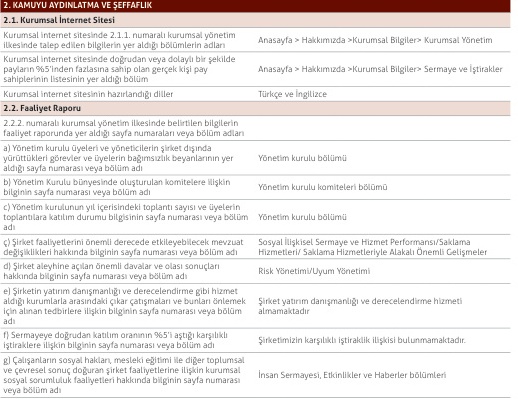 2. KAMUYU AYDINLATMA VE ŞEFFAFLIK
2.1. Kurumsal İnternet Sitesi
Kurumsal internet sitesinde 2.1.1. numaralı kurumsal yönetim
ilkesinde talep edilen bilgilerin yer aldığı bölümlerin adları
Anasayfa > Hakkımızda >Kurumsal Bilgiler> Kurumsal Yönetim
Kurumsal internet sitesinde doğrudan veya dolaylı bir şekilde
payların %5'inden fazlasına sahip olan gerçek kişi pay
sahiplerinin listesinin yer aldığı bölüm
Anasayfa > Hakkımızda >Kurumsal Bilgiler> Sermaye ve İştirakler
Kurumsal internet sitesinin hazırlandığı diller
Türkçe ve İngilizce
2.2. Faaliyet Raporu
2.2.2. numaralı kurumsal yönetim ilkesinde belirtilen bilgilerin
faaliyet raporunda yer aldığı sayfa numaraları veya bölüm adları
a) Yönetim kurulu üyeleri ve yöneticilerin şirket dışında
yürüttükleri görevler ve üyelerin bağımsızlık beyanlarının yer
aldığı sayfa numarası veya bölüm adı
Yönetim kurulu bölümü
b) Yönetim Kurulu bünyesinde oluşturulan komitelere ilişkin
bilginin sayfa numarası veya bölüm adı
Yönetim kurulu komiteleri bölümü
c) Yönetim kurulunun yıl içerisindeki toplantı sayısı ve üyelerin
toplantılara katılım durumu bilgisinin sayfa numarası veya bölüm
adı
Yönetim kurulu bölümü
ç) Şirket faaliyetlerini önemli derecede etkileyebilecek mevzuat
değişiklikleri hakkında bilginin sayfa numarası veya bölüm adı
Sosyal İlişkisel Sermaye ve Hizmet Performansı/Saklama
Hizmetleri/ Saklama Hizmetleriyle Alakalı Önemli Gelişmeler
d) Şirket aleyhine açılan önemli davalar ve olası sonuçları
hakkında bilginin sayfa numarası veya bölüm adı
Risk Yönetimi/Uyum Yönetimi
e) Şirketin yatırım danışmanlığı ve derecelendirme gibi hizmet
aldığı kurumlarla arasındaki çıkar çatışmaları ve bunları önlemek
için alınan tedbirlere ilişkin bilginin sayfa numarası veya bölüm
adı
Şirket yatırım danışmanlığı ve derecelendirme hizmeti
almamaktadır
f) Sermayeye doğrudan katılım oranının %5'i aştığı karşılıklı
iştiraklere ilişkin bilginin sayfa numarası veya bölüm adı
Şirketimizin karşılıklı iştiraklik ilişkisi bulunmamaktadır.
g) Çalışanların sosyal hakları, mesleki eğitimi ile diğer toplumsal
ve çevresel sonuç doğuran şirket faaliyetlerine ilişkin kurumsal
sosyal sorumluluk faaliyetleri hakkında bilginin sayfa numarası
veya bölüm adı
İnsan Sermayesi, Etkinlikler ve Haberler bölümleri